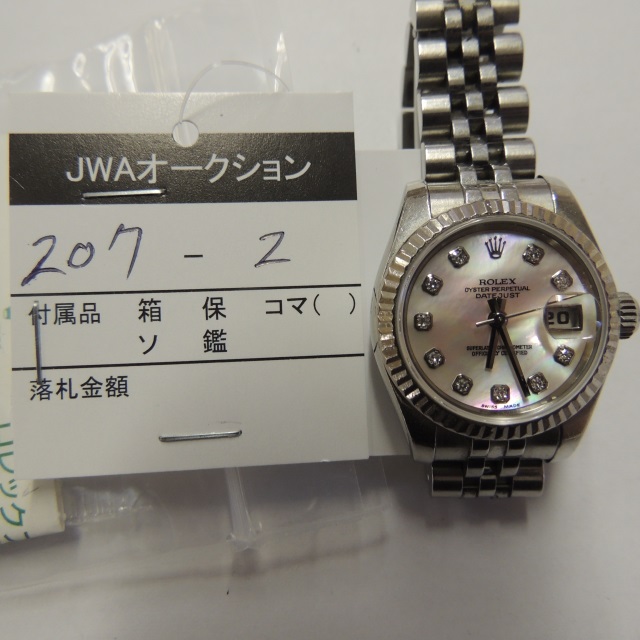 JWAオークション
207 - 2
付属品 箱 保 コマ( )
ソ 鑑
落札金額
ROLEX
OYSTER PERPETUAL
DATEJUST
20
SUPERLATIVE CHRONOMETER
OFFICIALLY CERTIFIED
SWISS MADE